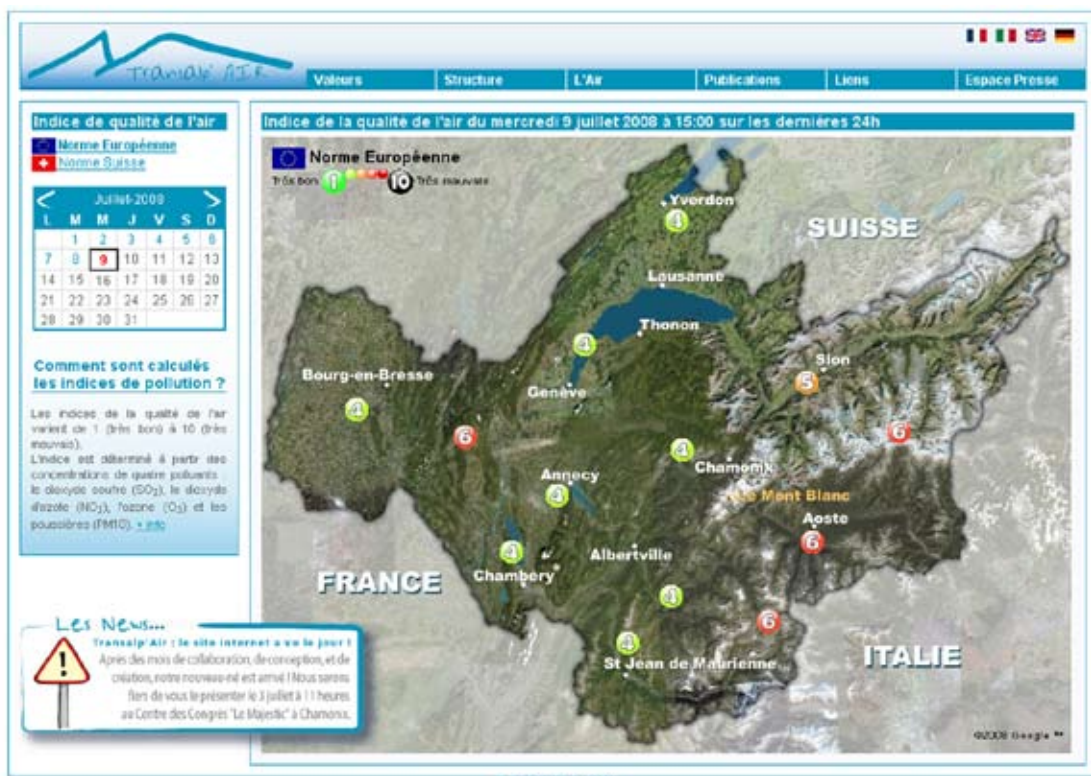 Transalp' AIR
Valeurs Structure L'Air Publications Liens Espace Presse
Indice de qualité de l'air
Norme Européenne
Norme Suisse
Juillet-2008
L M M J V S D
1 2 3 4 5 6
7 8 9 10 11 12 13
14 15 16 17 18 19 20
21 22 23 24 25 26 27
28 29 30 31
Comment sont calculés
les indices de pollution ?
Les indices de la qualité de l'air
varient de 1 (très bon) à 10 (très
mauvais).
L'indice est déterminé à partir des
concentrations de quatre polluants :
le dioxyde soufre (SO2), le dioxyde
d'azote (NO2), l'ozone (O3) et les
poussières (PM10). + info
Les News...
Transalp'Air : le site internet a vu le jour !
Après des mois de collaboration, de conception, et de
création, notre nouveau-né est arrivé ! Nous serons
fiers de vous le présenter le 3 juillet à 11 heures
au Centre des Congrès "Le Majestic" à Chamonix.
Indice de la qualité de l'air du mercredi 9 juillet 2008 à 15:00 sur les dernières 24h
Norme Européenne
Très bon 1 10 Très mauvais
Yverdon
4
SUISSE
Lausanne
Thonon
4
Sion
5
Bourg-en-Bresse
Genève
4
6
6
4
Chamonix
Annecy
4
Le Mont Blanc
Aoste
6
4
Albertville
Chambery
FRANCE
4
6
4
ITALIE
St Jean de Maurienne
©2008 Google ™